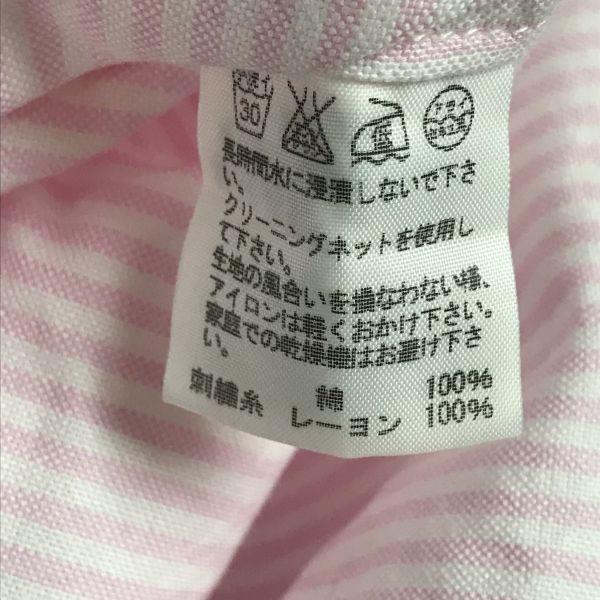 30
長時間水に浸漬しないで下さ
い。
クリーニングネットを使用し
て下さい。
生地の風合いを損なわない様、
アイロンは軽くおかけ下さい。
家庭での乾燥機はお避け下さ
い。
綿 100%
刺繍糸 レーヨン 100%